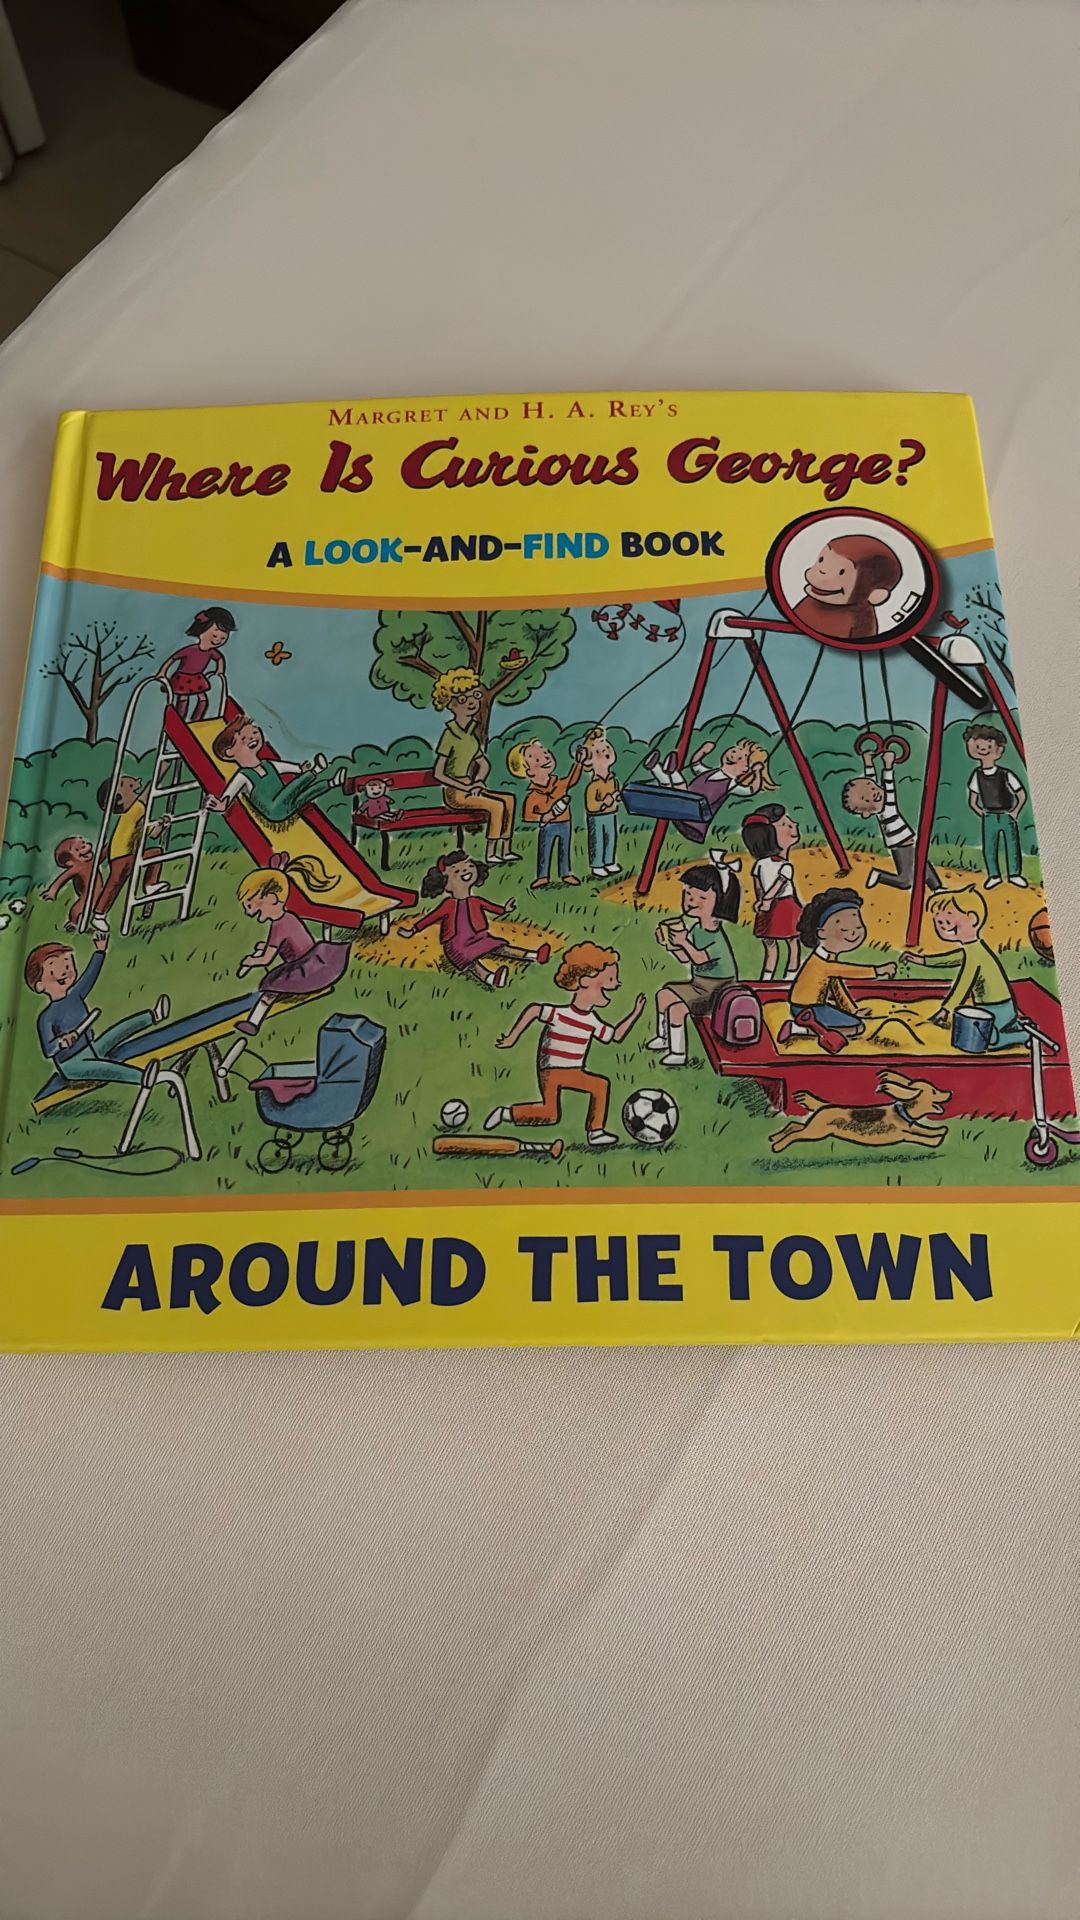 MARGRET AND H. A. REY'S
Where Is Curious George?
A LOOK-AND-FIND BOOK
AROUND THE TOWN